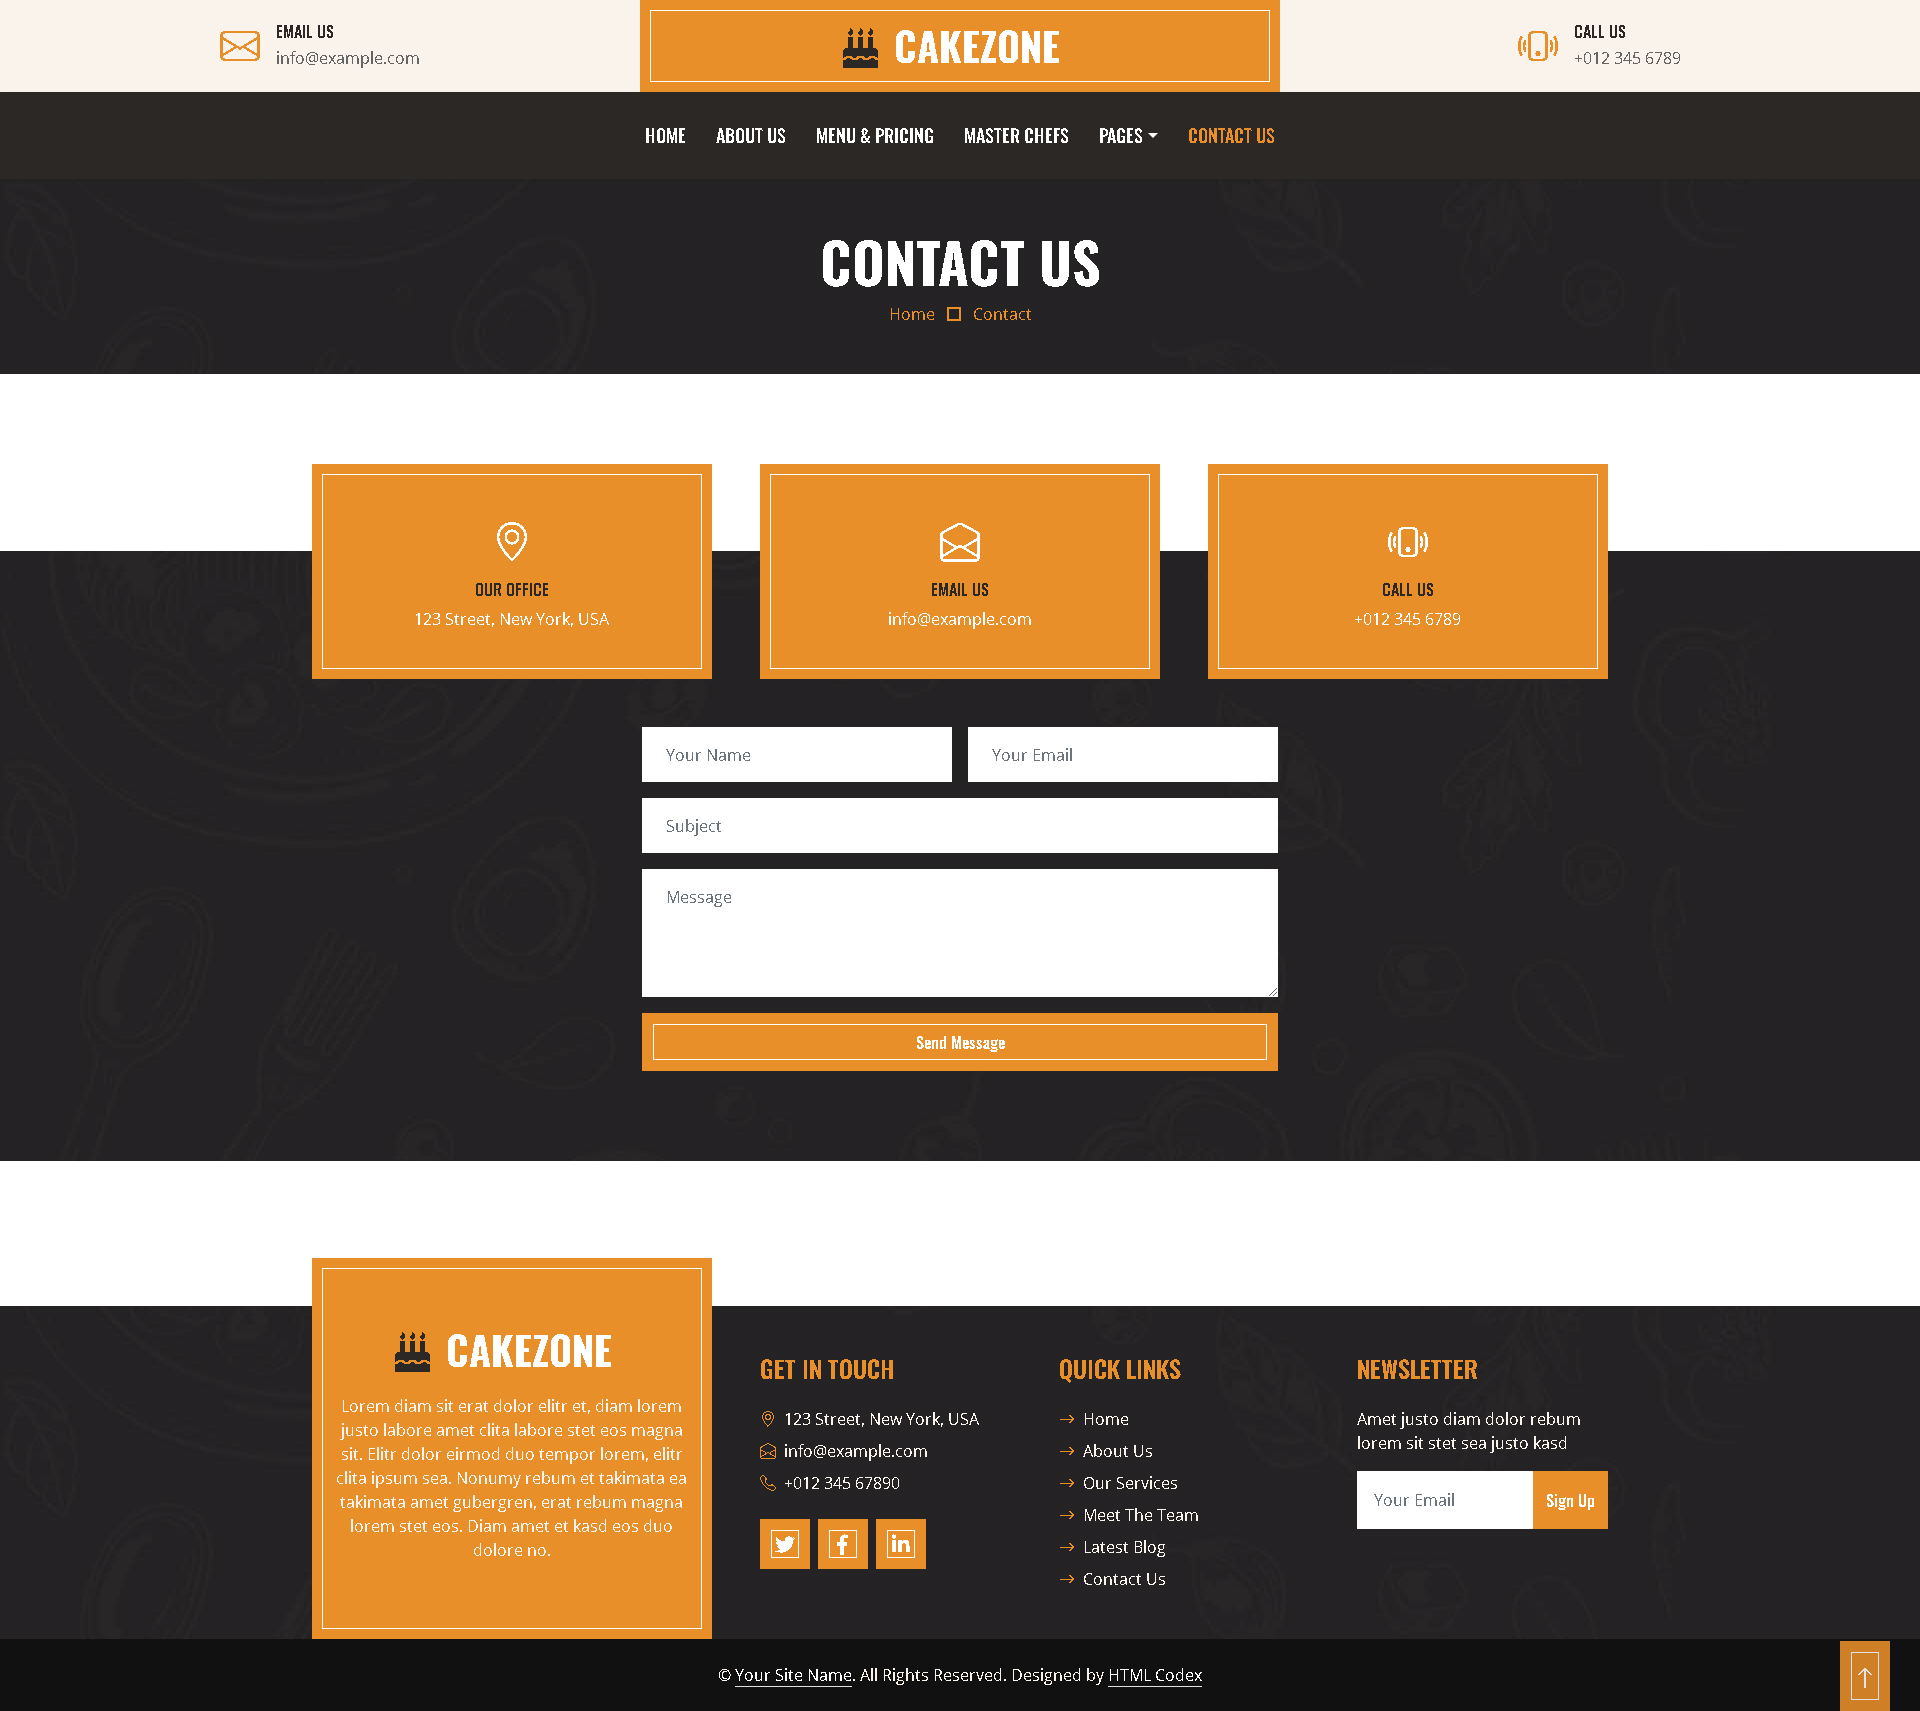 EMAIL US
info@example.com
CAKEZONE
CALL US
+012 345 6789
HOME ABOUT US MENU & PRICING MASTER CHEFS PAGES CONTACT US
CONTACT US
Home Contact
OUR OFFICE
123 Street, New York, USA
EMAIL US
info@example.com
CALL US
+012 345 6789
Your Name
Your Email
Subject
Message
Send Message
CAKEZONE
Lorem diam sit erat dolor elitr et, diam lorem
justo labore amet clita labore stet eos magna
sit. Elitr dolor eirmod duo tempor lorem, elitr
clita ipsum sea. Nonumy rebum et takimata ea
takimata amet gubergren, erat rebum magna
lorem stet eos. Diam amet et kasd eos duo
dolore no.
GET IN TOUCH
123 Street, New York, USA
info@example.com
+012 345 67890
QUICK LINKS
Home
About Us
Our Services
Meet The Team
Latest Blog
Contact Us
NEWSLETTER
Amet justo diam dolor rebum
lorem sit stet sea justo kasd
Your Email
Sign Up
© Your Site Name. All Rights Reserved. Designed by HTML Codex